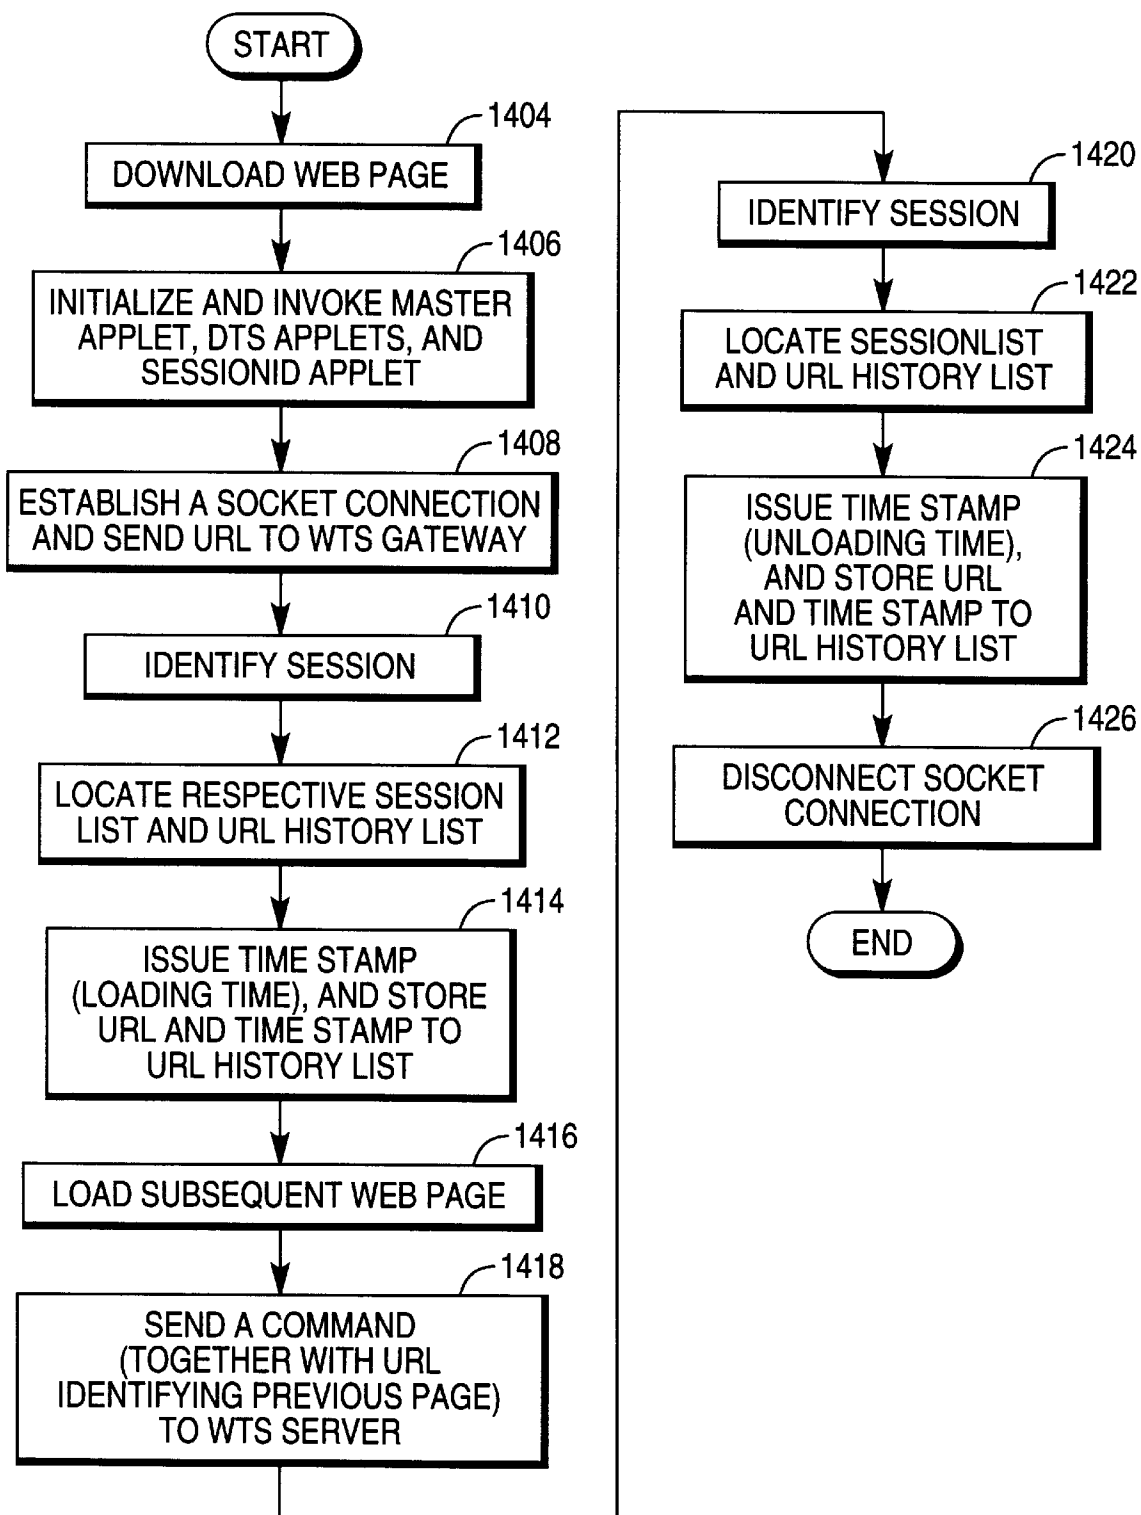 START
1404
DOWNLOAD WEB PAGE
1406
INITIALIZE AND INVOKE MASTER
APPLET, DTS APPLETS, AND
SESSIONID APPLET
1408
ESTABLISH A SOCKET CONNECTION
AND SEND URL TO WTS GATEWAY
1410
IDENTIFY SESSION
1412
LOCATE RESPECTIVE SESSION
LIST AND URL HISTORY LIST
1414
ISSUE TIME STAMP
(LOADING TIME), AND STORE
URL AND TIME STAMP TO
URL HISTORY LIST
1416
LOAD SUBSEQUENT WEB PAGE
1418
SEND A COMMAND
(TOGETHER WITH URL
IDENTIFYING PREVIOUS PAGE)
TO WTS SERVER
1420
IDENTIFY SESSION
1422
LOCATE SESSIONLIST
AND URL HISTORY LIST
1424
ISSUE TIME STAMP
(UNLOADING TIME),
AND STORE URL
AND TIME STAMP TO
URL HISTORY LIST
1426
DISCONNECT SOCKET
CONNECTION
END